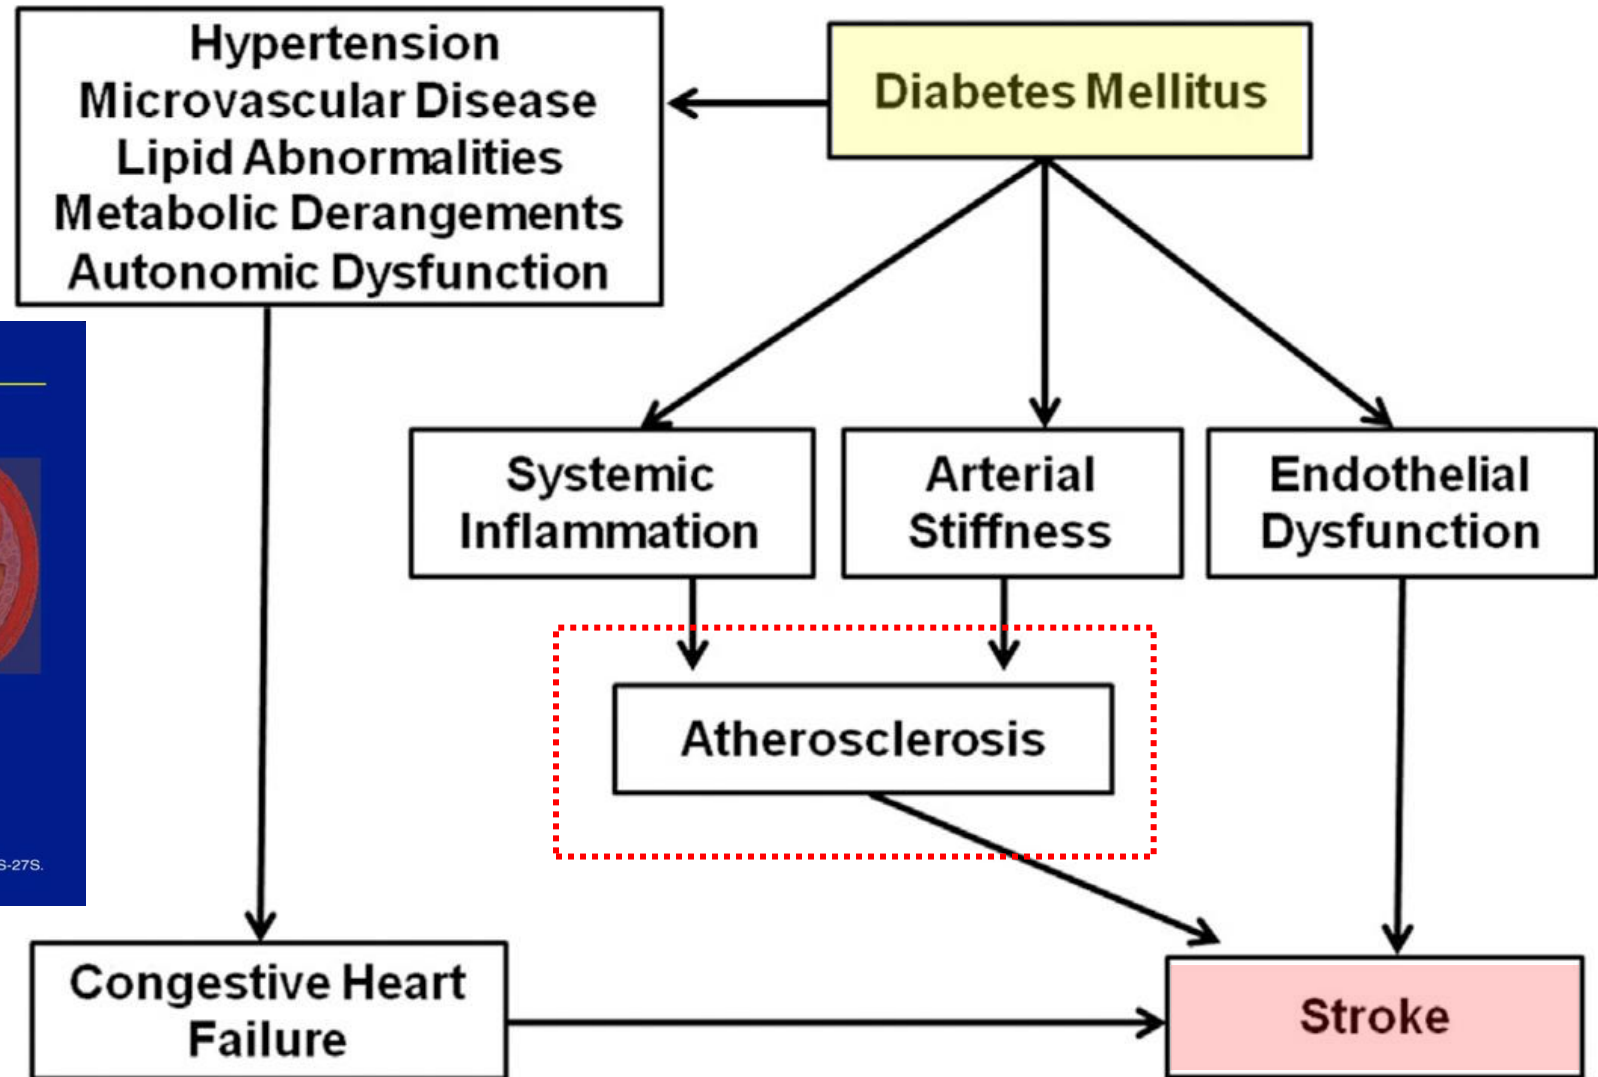 Hypertension
Microvascular Disease
Lipid Abnormalities
Metabolic Derangements
Autonomic Dysfunction
Diabetes Mellitus
Systemic
Inflammation
Arterial
Stiffness
Endothelial
Dysfunction
Atherosclerosis
S-27S.
Congestive Heart
Failure
Stroke